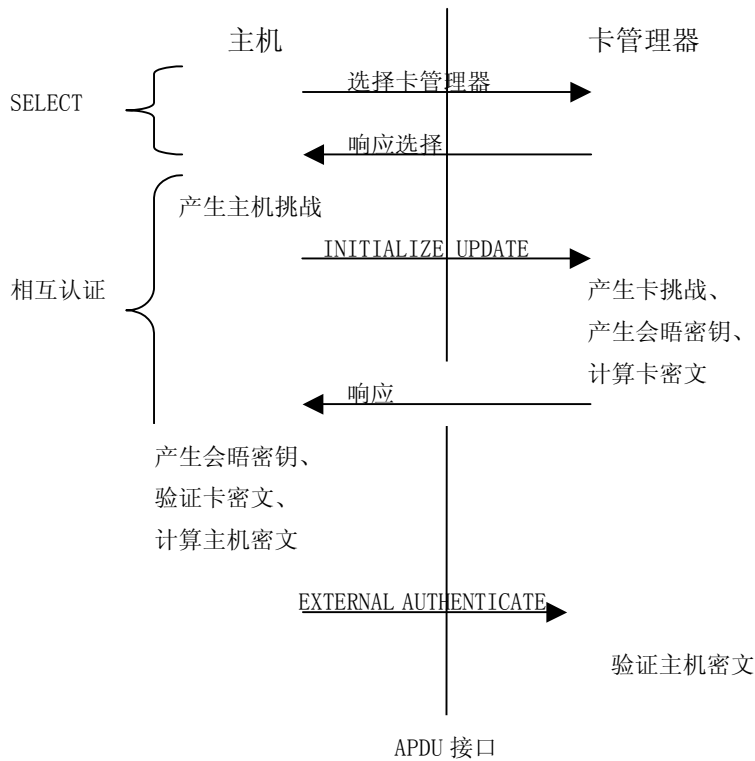 主机
卡管理器
SELECT
选择卡管理器
响应选择
产生主机挑战
INITIALIZE UPDATE
相互认证
产生卡挑战、
产生会晤密钥、
计算卡密文
响应
产生会晤密钥、
验证卡密文、
计算主机密文
EXTERNAL AUTHENTICATE
验证主机密文
APDU 接口